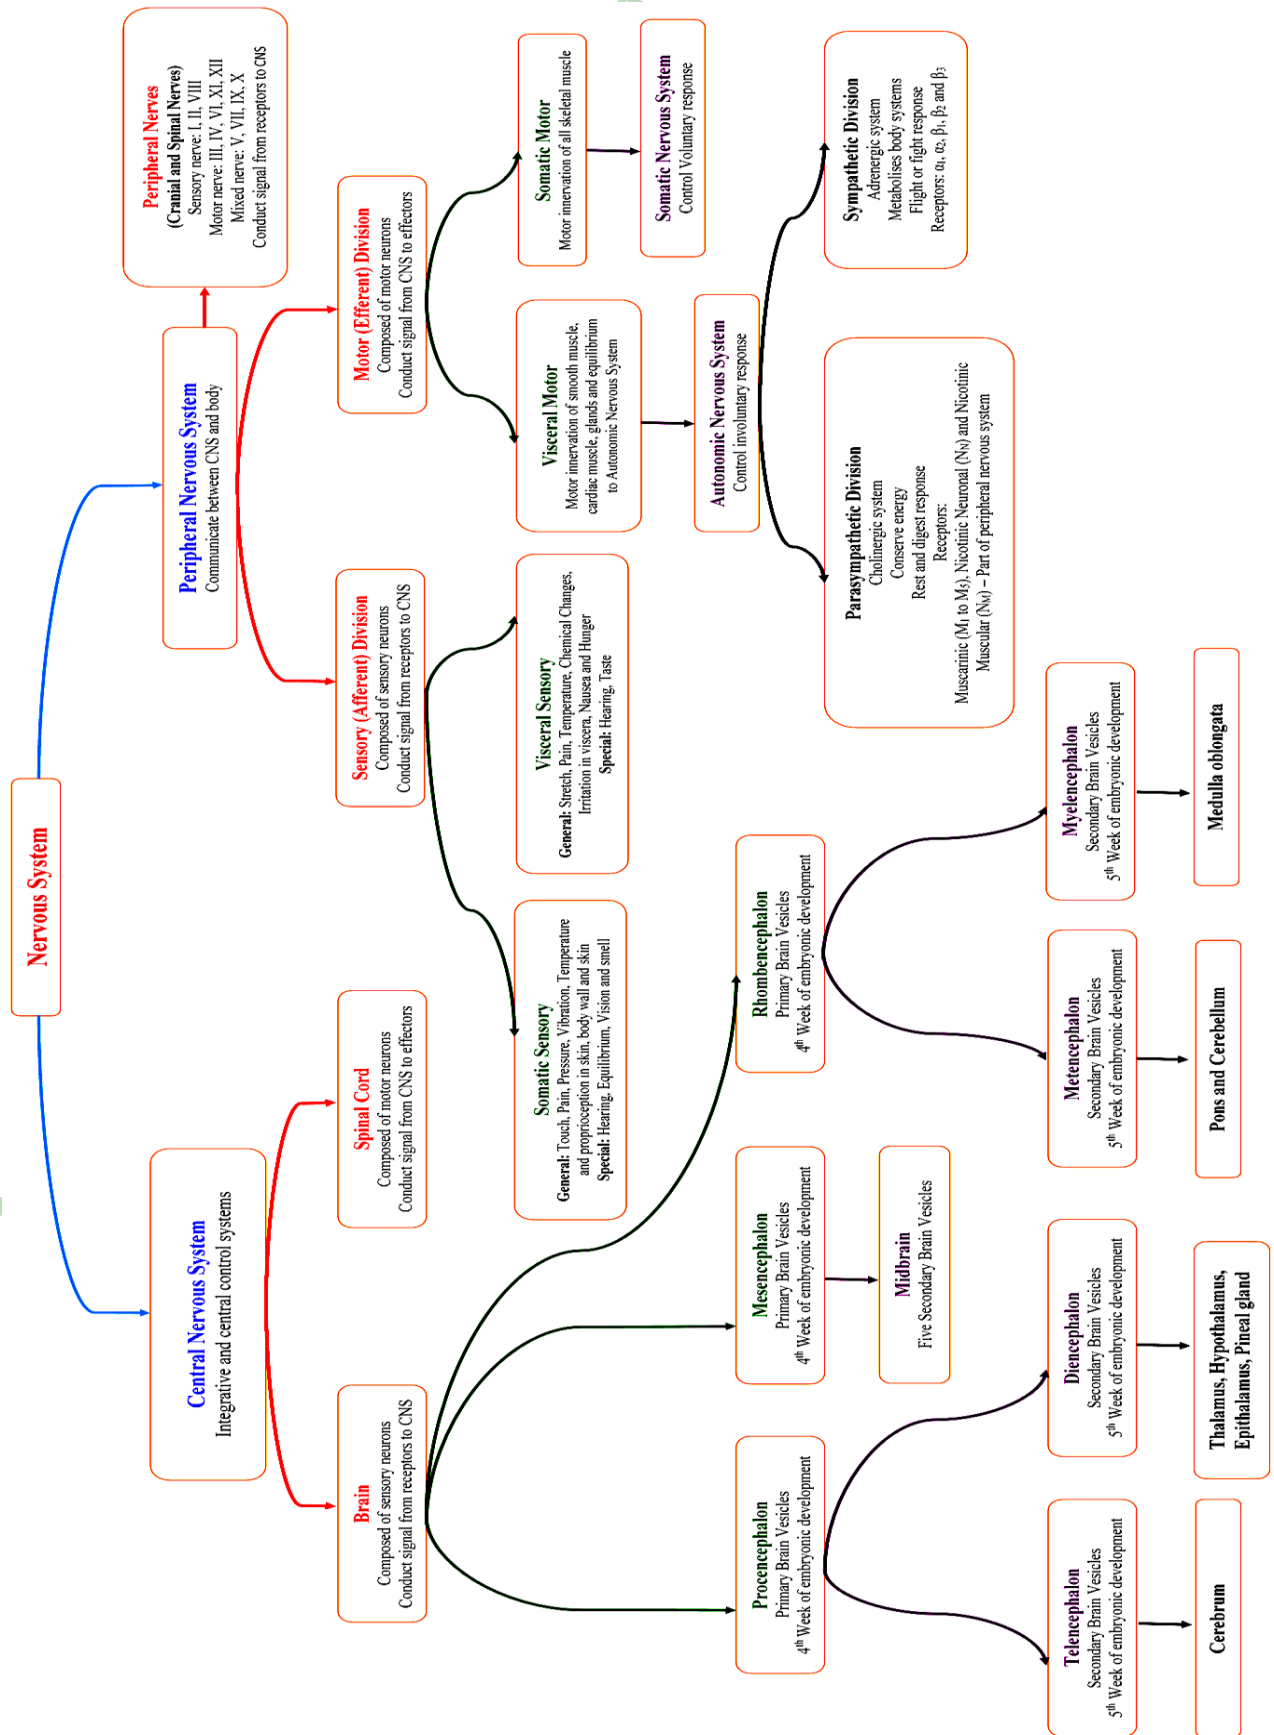 Nervous System
Central Nervous System
Integrative and central control systems
Peripheral Nervous System
Communicate between CNS and body
Peripheral Nerves
(Cranial and Spinal Nerves)
Sensory nerve: I, II, VIII
Motor nerve: III, IV, VI, XI, XII
Mixed nerve: V, VII, IX, X
Conduct signal from receptors to CNS
Brain
Composed of sensory neurons
Conduct signal from receptors to CNS
Spinal Cord
Composed of motor neurons
Conduct signal from CNS to effectors
Sensory (Afferent) Division
Composed of sensory neurons
Conduct signal from receptors to CNS
Motor (Efferent) Division
Composed of motor neurons
Conduct signal from CNS to effectors
Somatic Sensory
General: Touch, Pain, Pressure, Vibration, Temperature
and proprioception in skin, body wall and skin
Special: Hearing, Equilibrium, Vision and smell
Visceral Sensory
General: Stretch, Pain, Temperature, Chemical Changes,
Irritation in viscera, Nausea and Hunger
Special: Hearing, Taste
Visceral Motor
Motor innervation of smooth muscle,
cardiac muscle, glands and equilibrium
to Autonomic Nervous System
Somatic Motor
Motor innervation of all skeletal muscle
Autonomic Nervous System
Control involuntary response
Somatic Nervous System
Control Voluntary response
Procencephalon
Primary Brain Vesicles
4th Week of embryonic development
Mesencephalon
Primary Brain Vesicles
4th Week of embryonic development
Rhombencephalon
Primary Brain Vesicles
4th Week of embryonic development
Parasympathetic Division
Cholinergic system
Conserve energy
Rest and digest response
Receptors:
Muscarinic (M1 to M5), Nicotinic Neuronal (NN) and Nicotinic
Muscular (NM) – Part of peripheral nervous system
Sympathetic Division
Adrenergic system
Metabolises body systems
Flight or fight response
Receptors: α1, α2, β1, β2 and β3
Midbrain
Five Secondary Brain Vesicles
Telencephalon
Secondary Brain Vesicles
5th Week of embryonic development
Diencephalon
Secondary Brain Vesicles
5th Week of embryonic development
Metencephalon
Secondary Brain Vesicles
5th Week of embryonic development
Myelencephalon
Secondary Brain Vesicles
5th Week of embryonic development
Cerebrum
Thalamus, Hypothalamus,
Epithalamus, Pineal gland
Pons and Cerebellum
Medulla oblongata